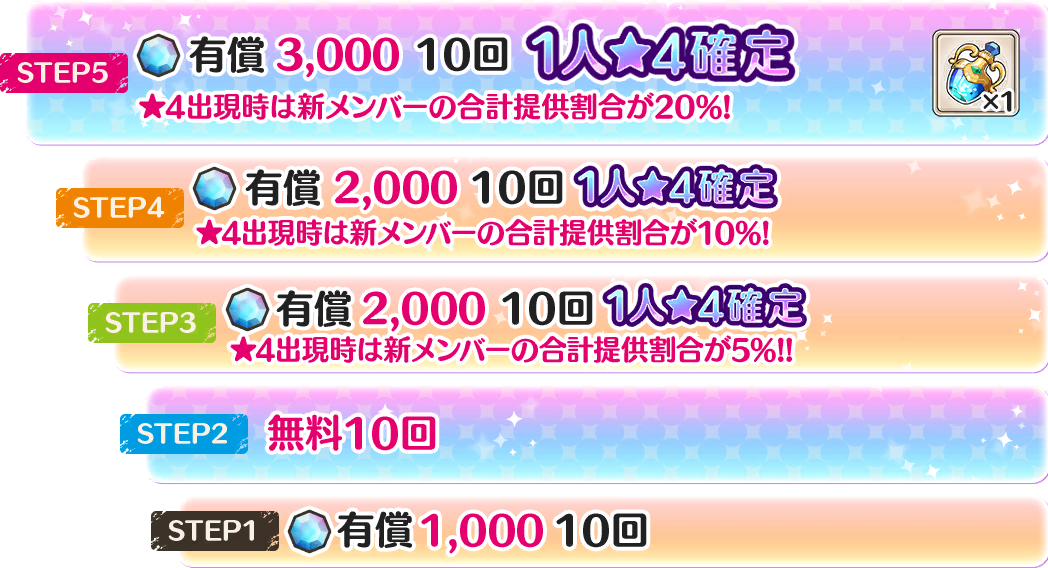 STEP5
有償 3,000 10回 1人★4確定
★4出現時は新メンバーの合計提供割合が20%!
×1
STEP4
有償 2,000 10回 1人★4確定
★4出現時は新メンバーの合計提供割合が10%!
STEP3
有償 2,000 10回 1人★4確定
★4出現時は新メンバーの合計提供割合が5%!!
STEP2
無料10回
STEP1
有償 1,000 10回